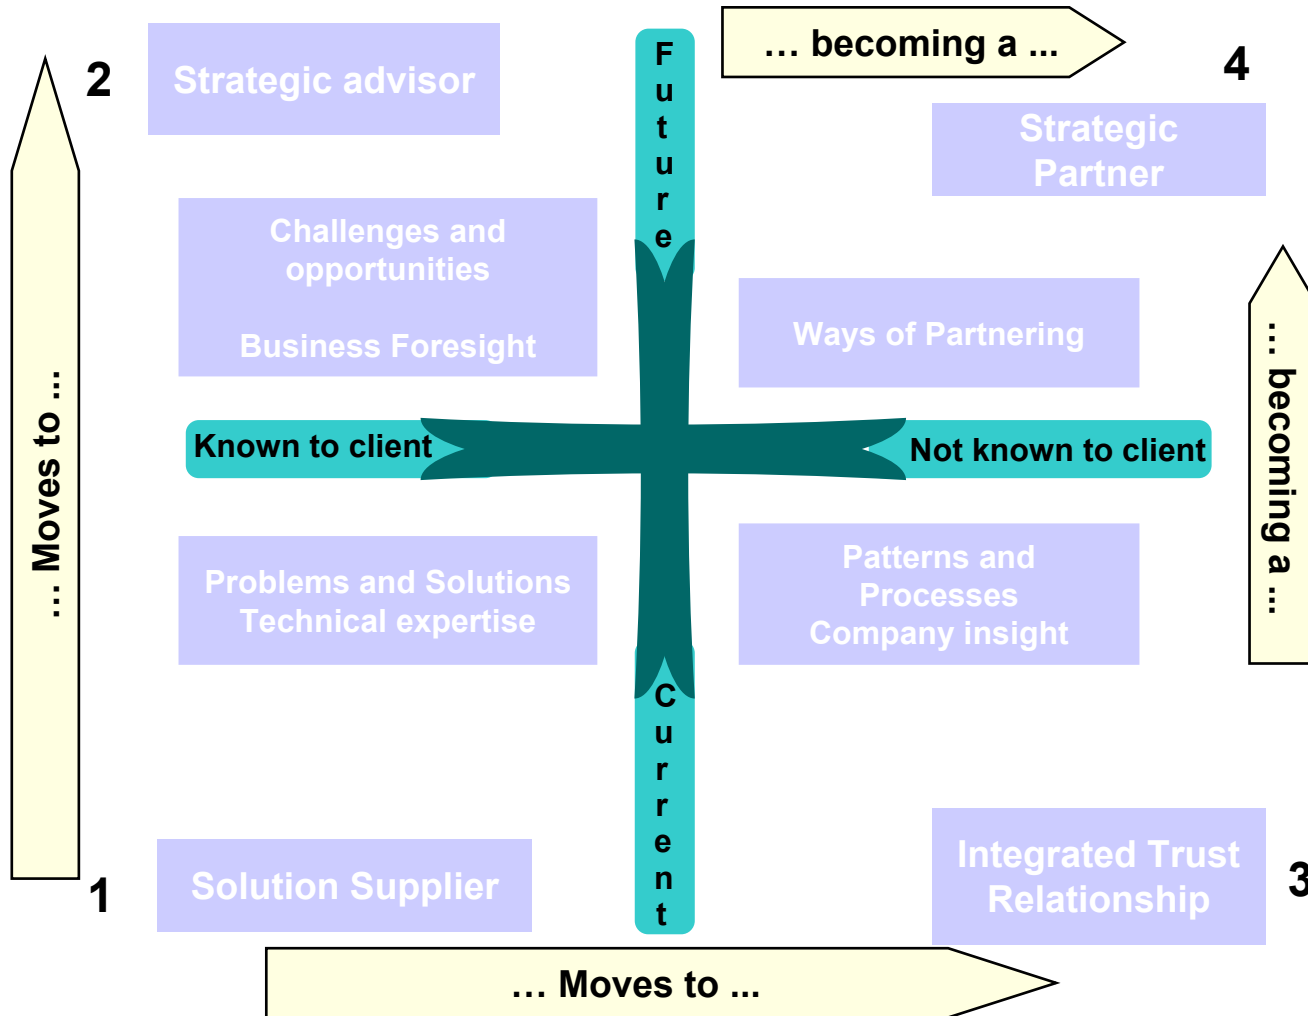 … becoming a ...
2
Strategic advisor
Future
4
Strategic
Partner
Challenges and
opportunities
Business Foresight
Ways of Partnering
… Moves to ...
… becoming a ...
Known to client
Not known to client
Problems and Solutions
Technical expertise
Patterns and
Processes
Company insight
Current
1
Solution Supplier
Integrated Trust
Relationship
3
… Moves to ...